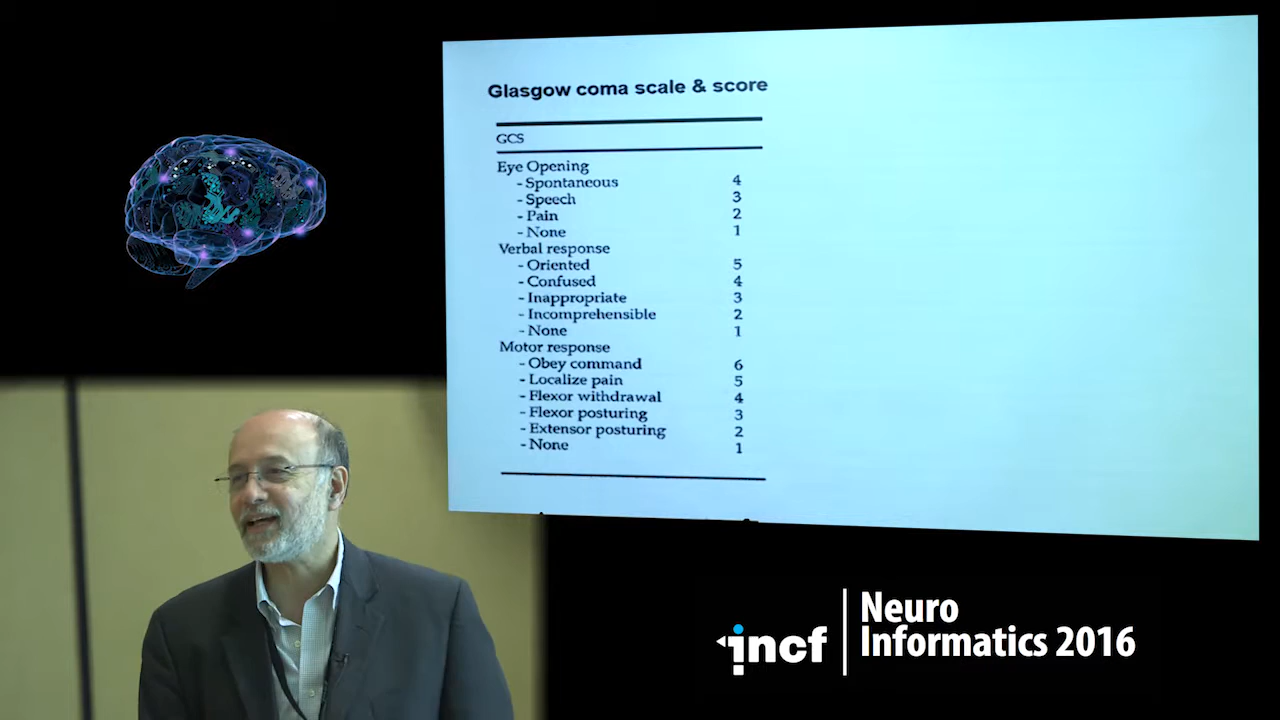 Glasgow coma scale & score
GCS
Eye Opening
- Spontaneous 4
- Speech 3
- Pain 2
- None 1
Verbal response
- Oriented 5
- Confused 4
- Inappropriate 3
- Incomprehensible 2
- None 1
Motor response
- Obey command 6
- Localize pain 5
- Flexor withdrawal 4
- Flexor posturing 3
- Extensor posturing 2
- None 1
incf
Neuro
Informatics 2016